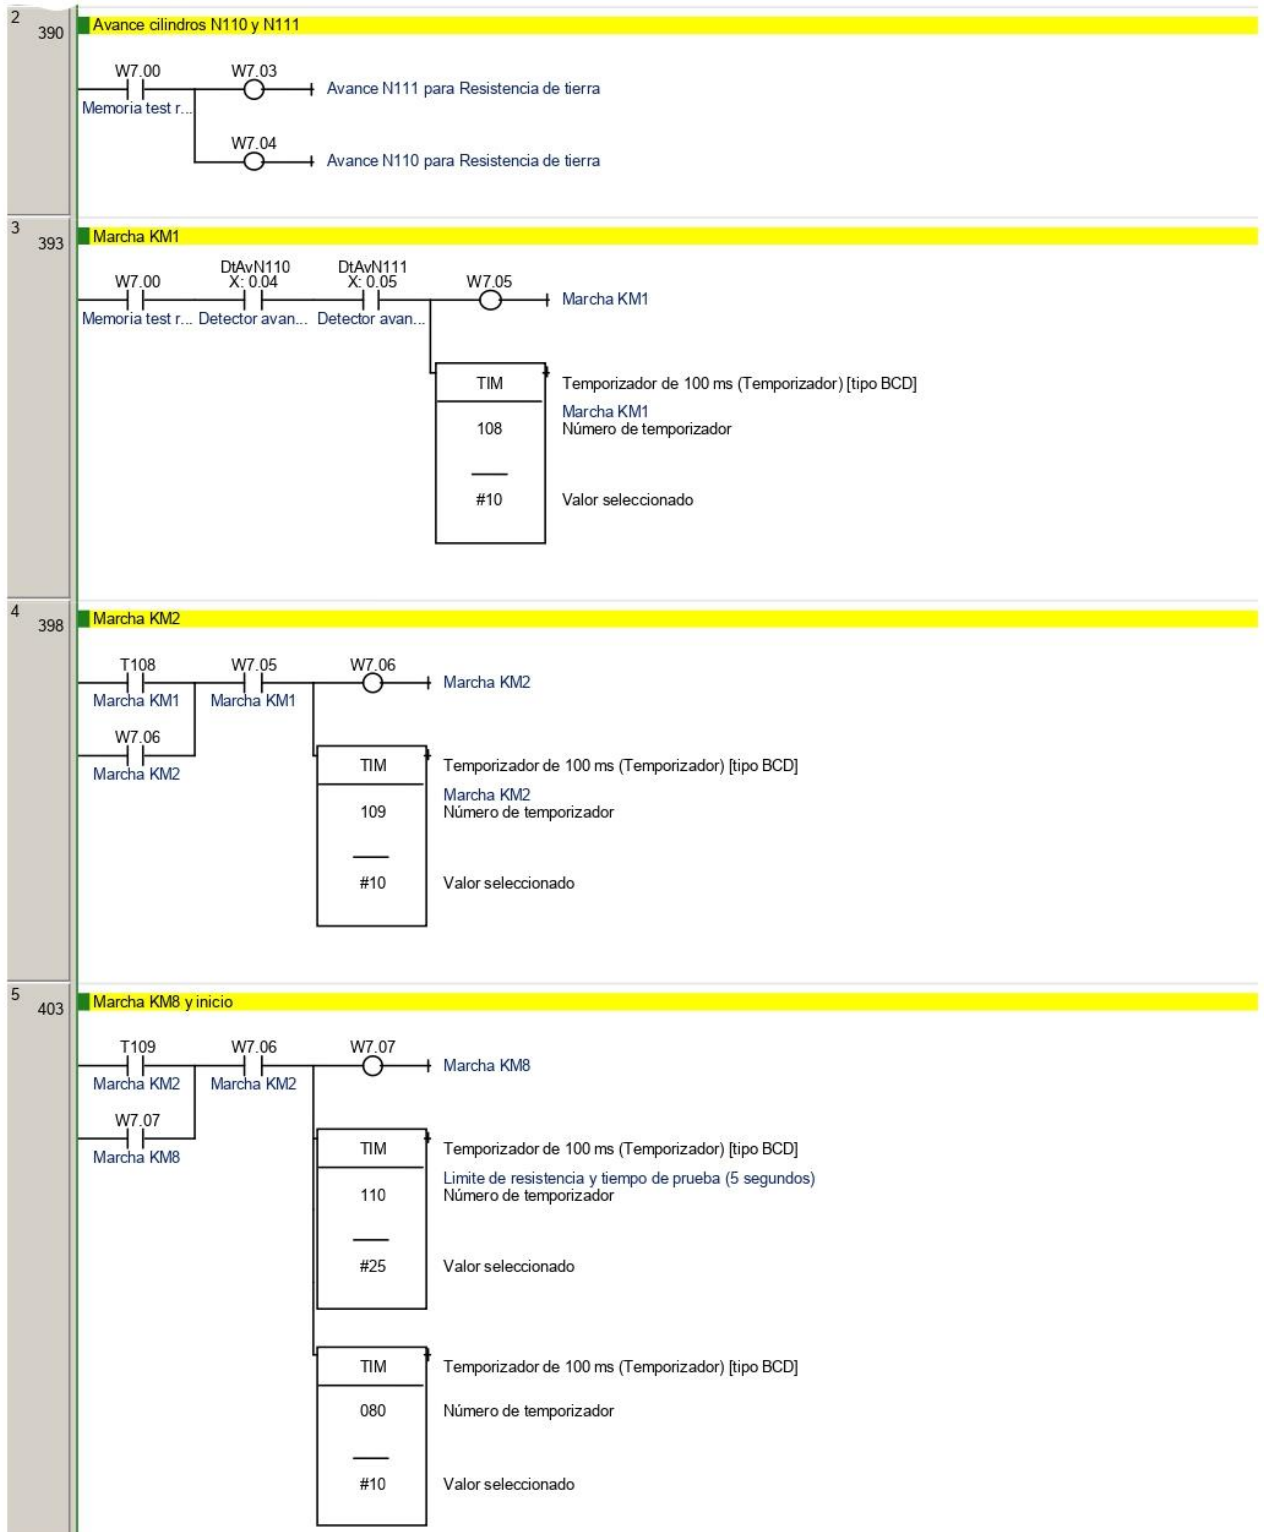 2
390
Avance cilindros N110 y N111
W7.00
W7.03
Avance N111 para Resistencia de tierra
Memoria test r...
W7.04
Avance N110 para Resistencia de tierra
3
393
Marcha KM1
DtAvN110
DtAvN111
W7.00
X: 0.04
X: 0.05
W7.05
Marcha KM1
Memoria test r...
Detector avan...
Detector avan...
TIM
Temporizador de 100 ms (Temporizador) [tipo BCD]
Marcha KM1
108
Número de temporizador
#10
Valor seleccionado
4
398
Marcha KM2
T108
W7.05
W7.06
Marcha KM2
Marcha KM1
Marcha KM1
W7.06
Marcha KM2
TIM
Temporizador de 100 ms (Temporizador) [tipo BCD]
Marcha KM2
109
Número de temporizador
#10
Valor seleccionado
5
403
Marcha KM8 y inicio
T109
W7.06
W7.07
Marcha KM8
Marcha KM2
Marcha KM2
W7.07
Marcha KM8
TIM
Temporizador de 100 ms (Temporizador) [tipo BCD]
Limite de resistencia y tiempo de prueba (5 segundos)
110
Número de temporizador
#25
Valor seleccionado
TIM
Temporizador de 100 ms (Temporizador) [tipo BCD]
080
Número de temporizador
#10
Valor seleccionado